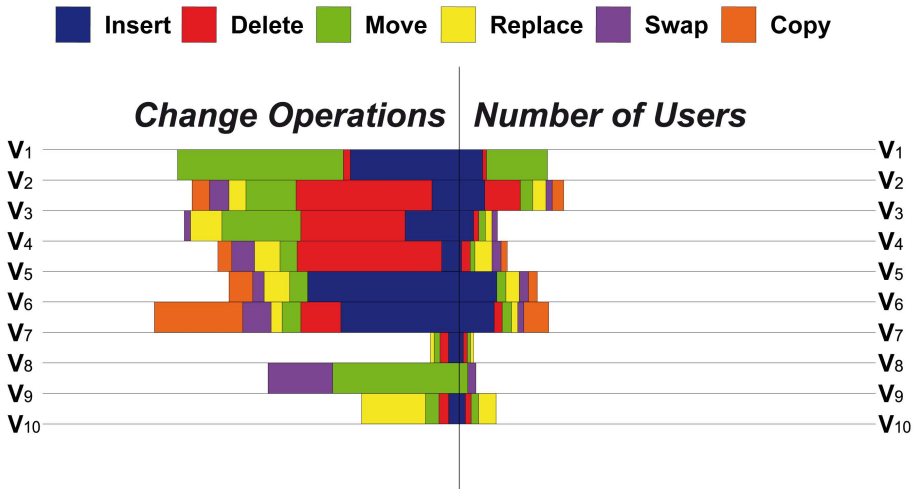 Insert Delete Move Replace Swap Copy
Change Operations Number of Users
V1 V1
V2 V2
V3 V3
V4 V4
V5 V5
V6 V6
V7 V7
V8 V8
V9 V9
V10 V10